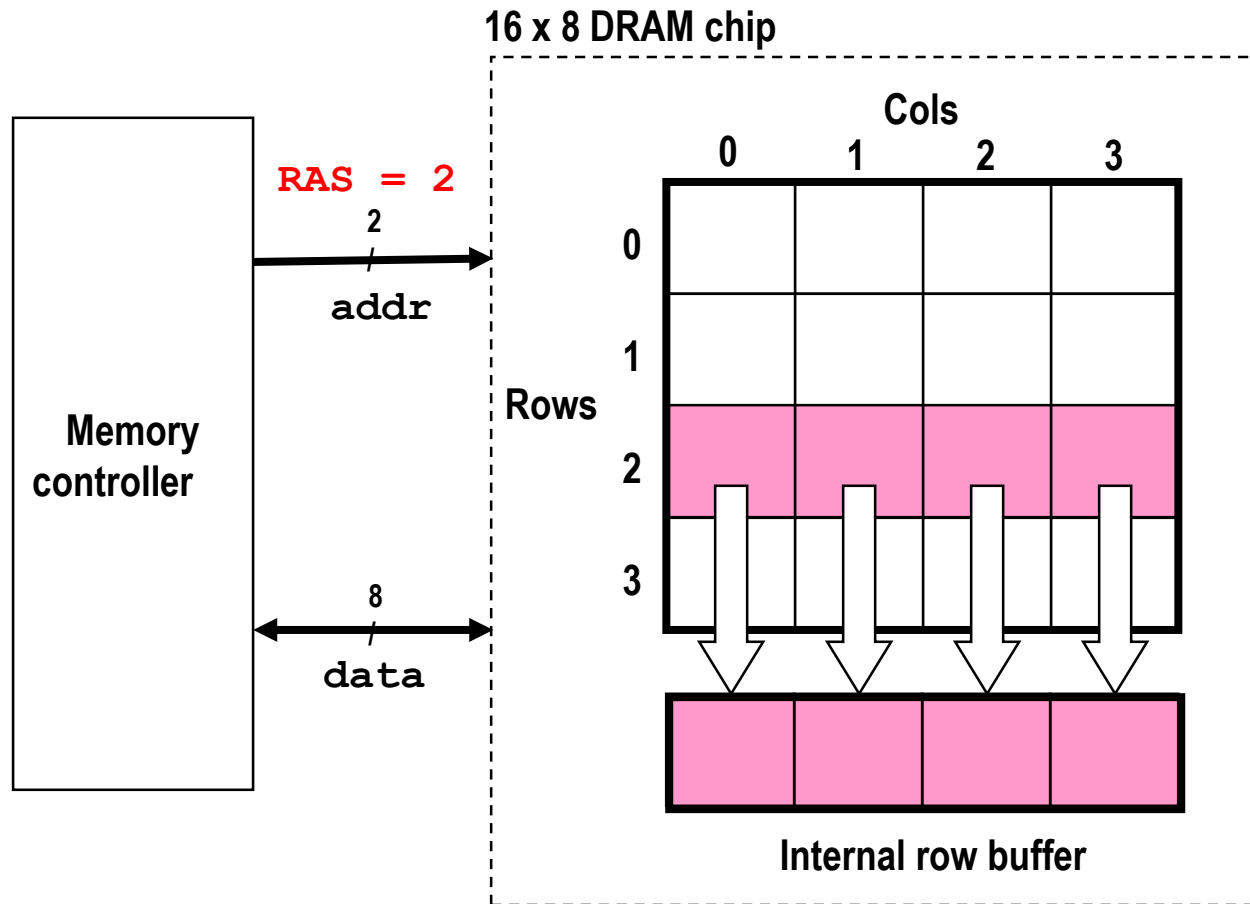 16 x 8 DRAM chip
Cols
0 1 2 3
RAS = 2
2
addr
0
1
Rows
2
3
Memory
controller
8
data
Internal row buffer